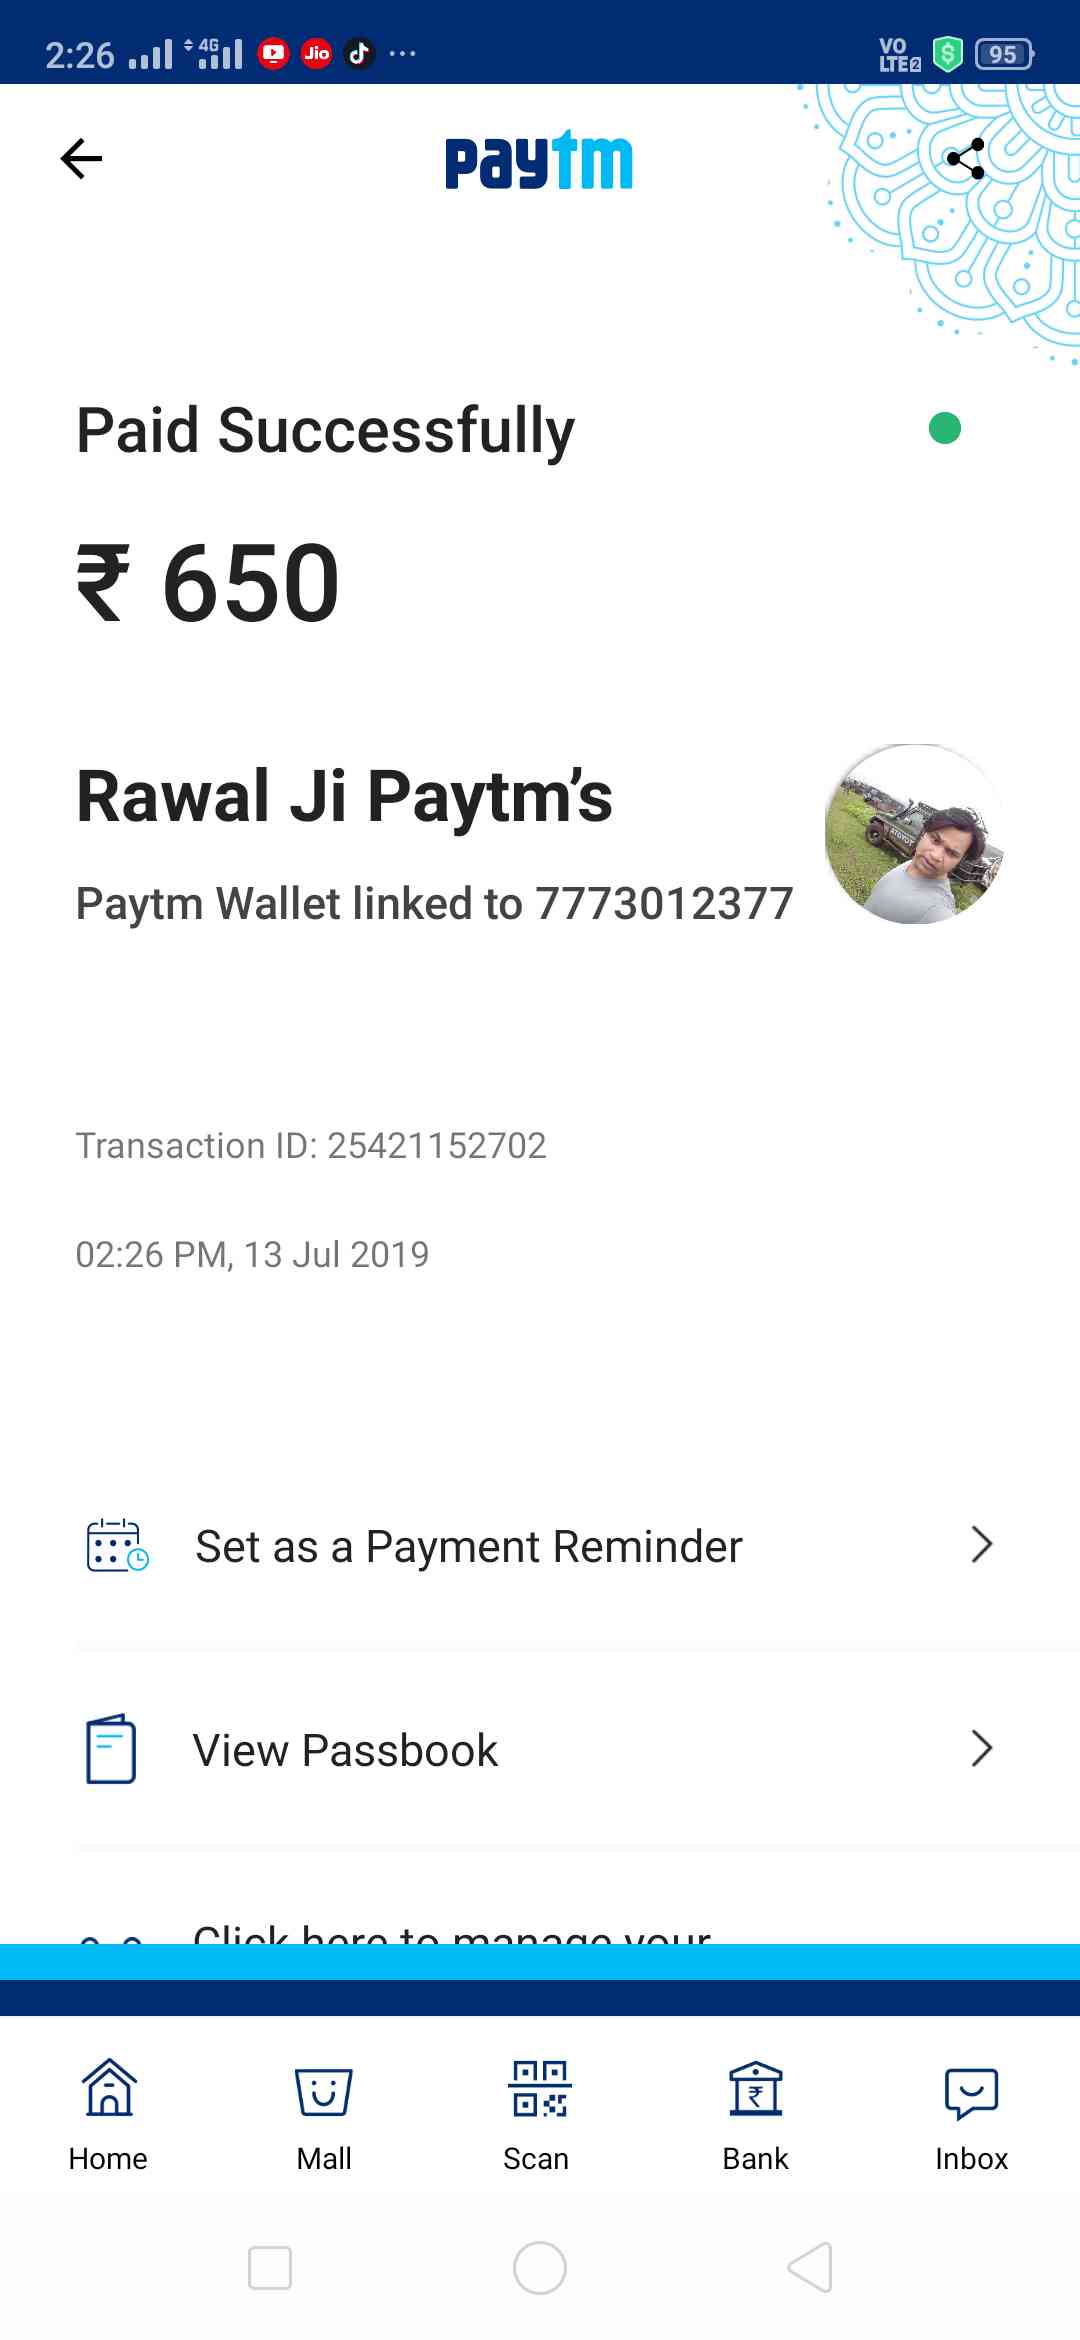 2:26 4G Jio ... VO LTE2 $ 95
paytm
Paid Successfully
₹ 650
Rawal Ji Paytm’s
Paytm Wallet linked to 7773012377
Transaction ID: 25421152702
02:26 PM, 13 Jul 2019
Set as a Payment Reminder
View Passbook
Click here to manage your
Home Mall Scan Bank Inbox